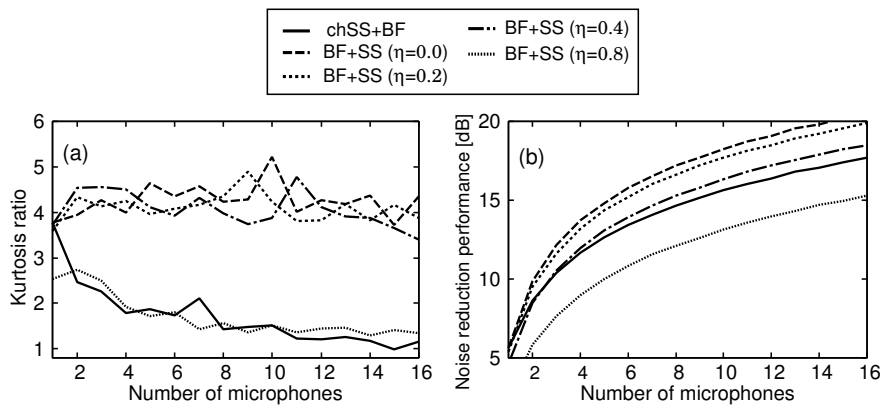 chSS+BF
BF+SS (η=0.0)
BF+SS (η=0.2)
BF+SS (η=0.4)
BF+SS (η=0.8)
(a)
Kurtosis ratio
6
5
4
3
2
1
2 4 6 8 10 12 14 16
Number of microphones
(b)
Noise reduction performance [dB]
20
15
10
5
2 4 6 8 10 12 14 16
Number of microphones